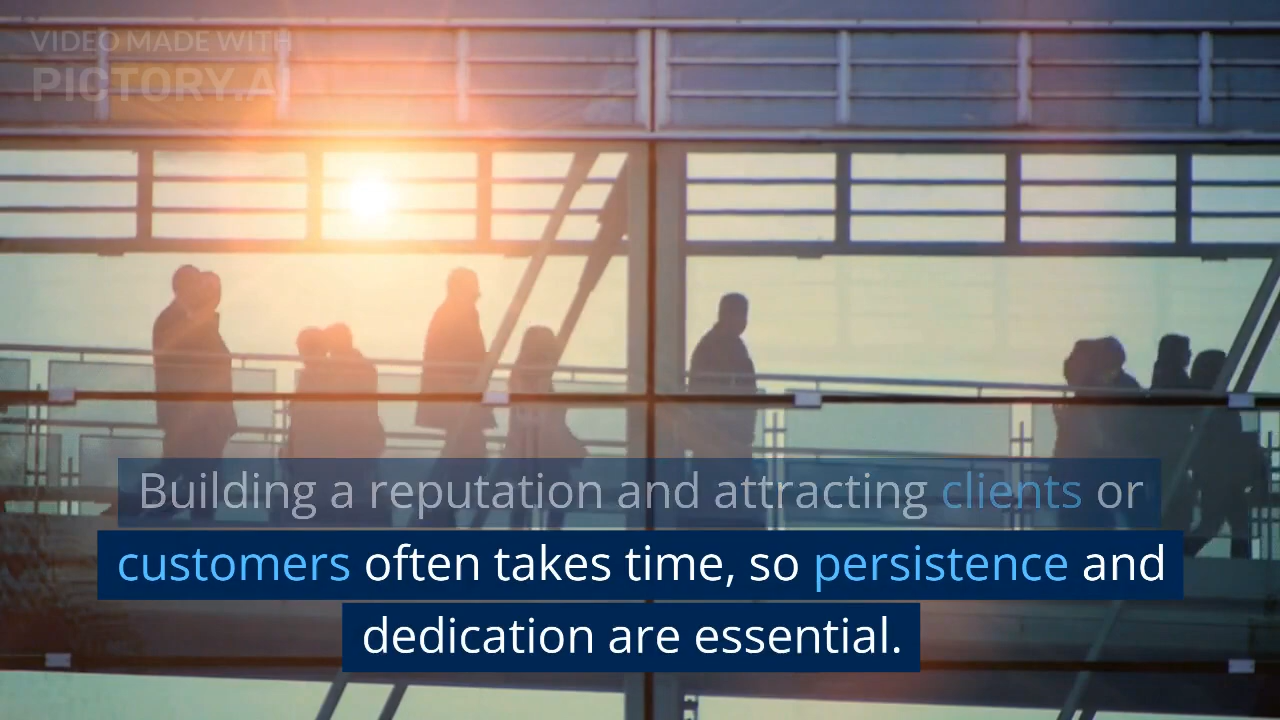 VIDEO MADE WITH
PICTORY.AI
Building a reputation and attracting clients or
customers often takes time, so persistence and
dedication are essential.